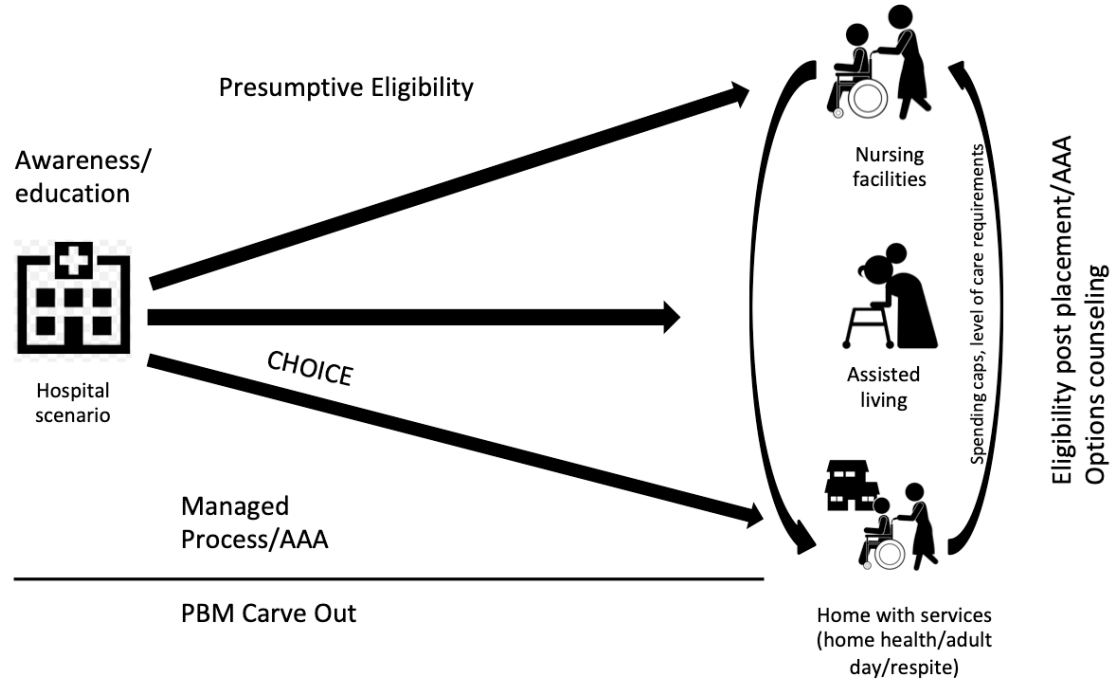 Presumptive Eligibility
Awareness/
education
Hospital
scenario
CHOICE
Managed
Process/AAA
PBM Carve Out
Nursing
facilities
Assisted
living
Home with services
(home health/adult
day/respite)
Spending caps, level of care requirements
Eligibility post placement/AAA
Options counseling